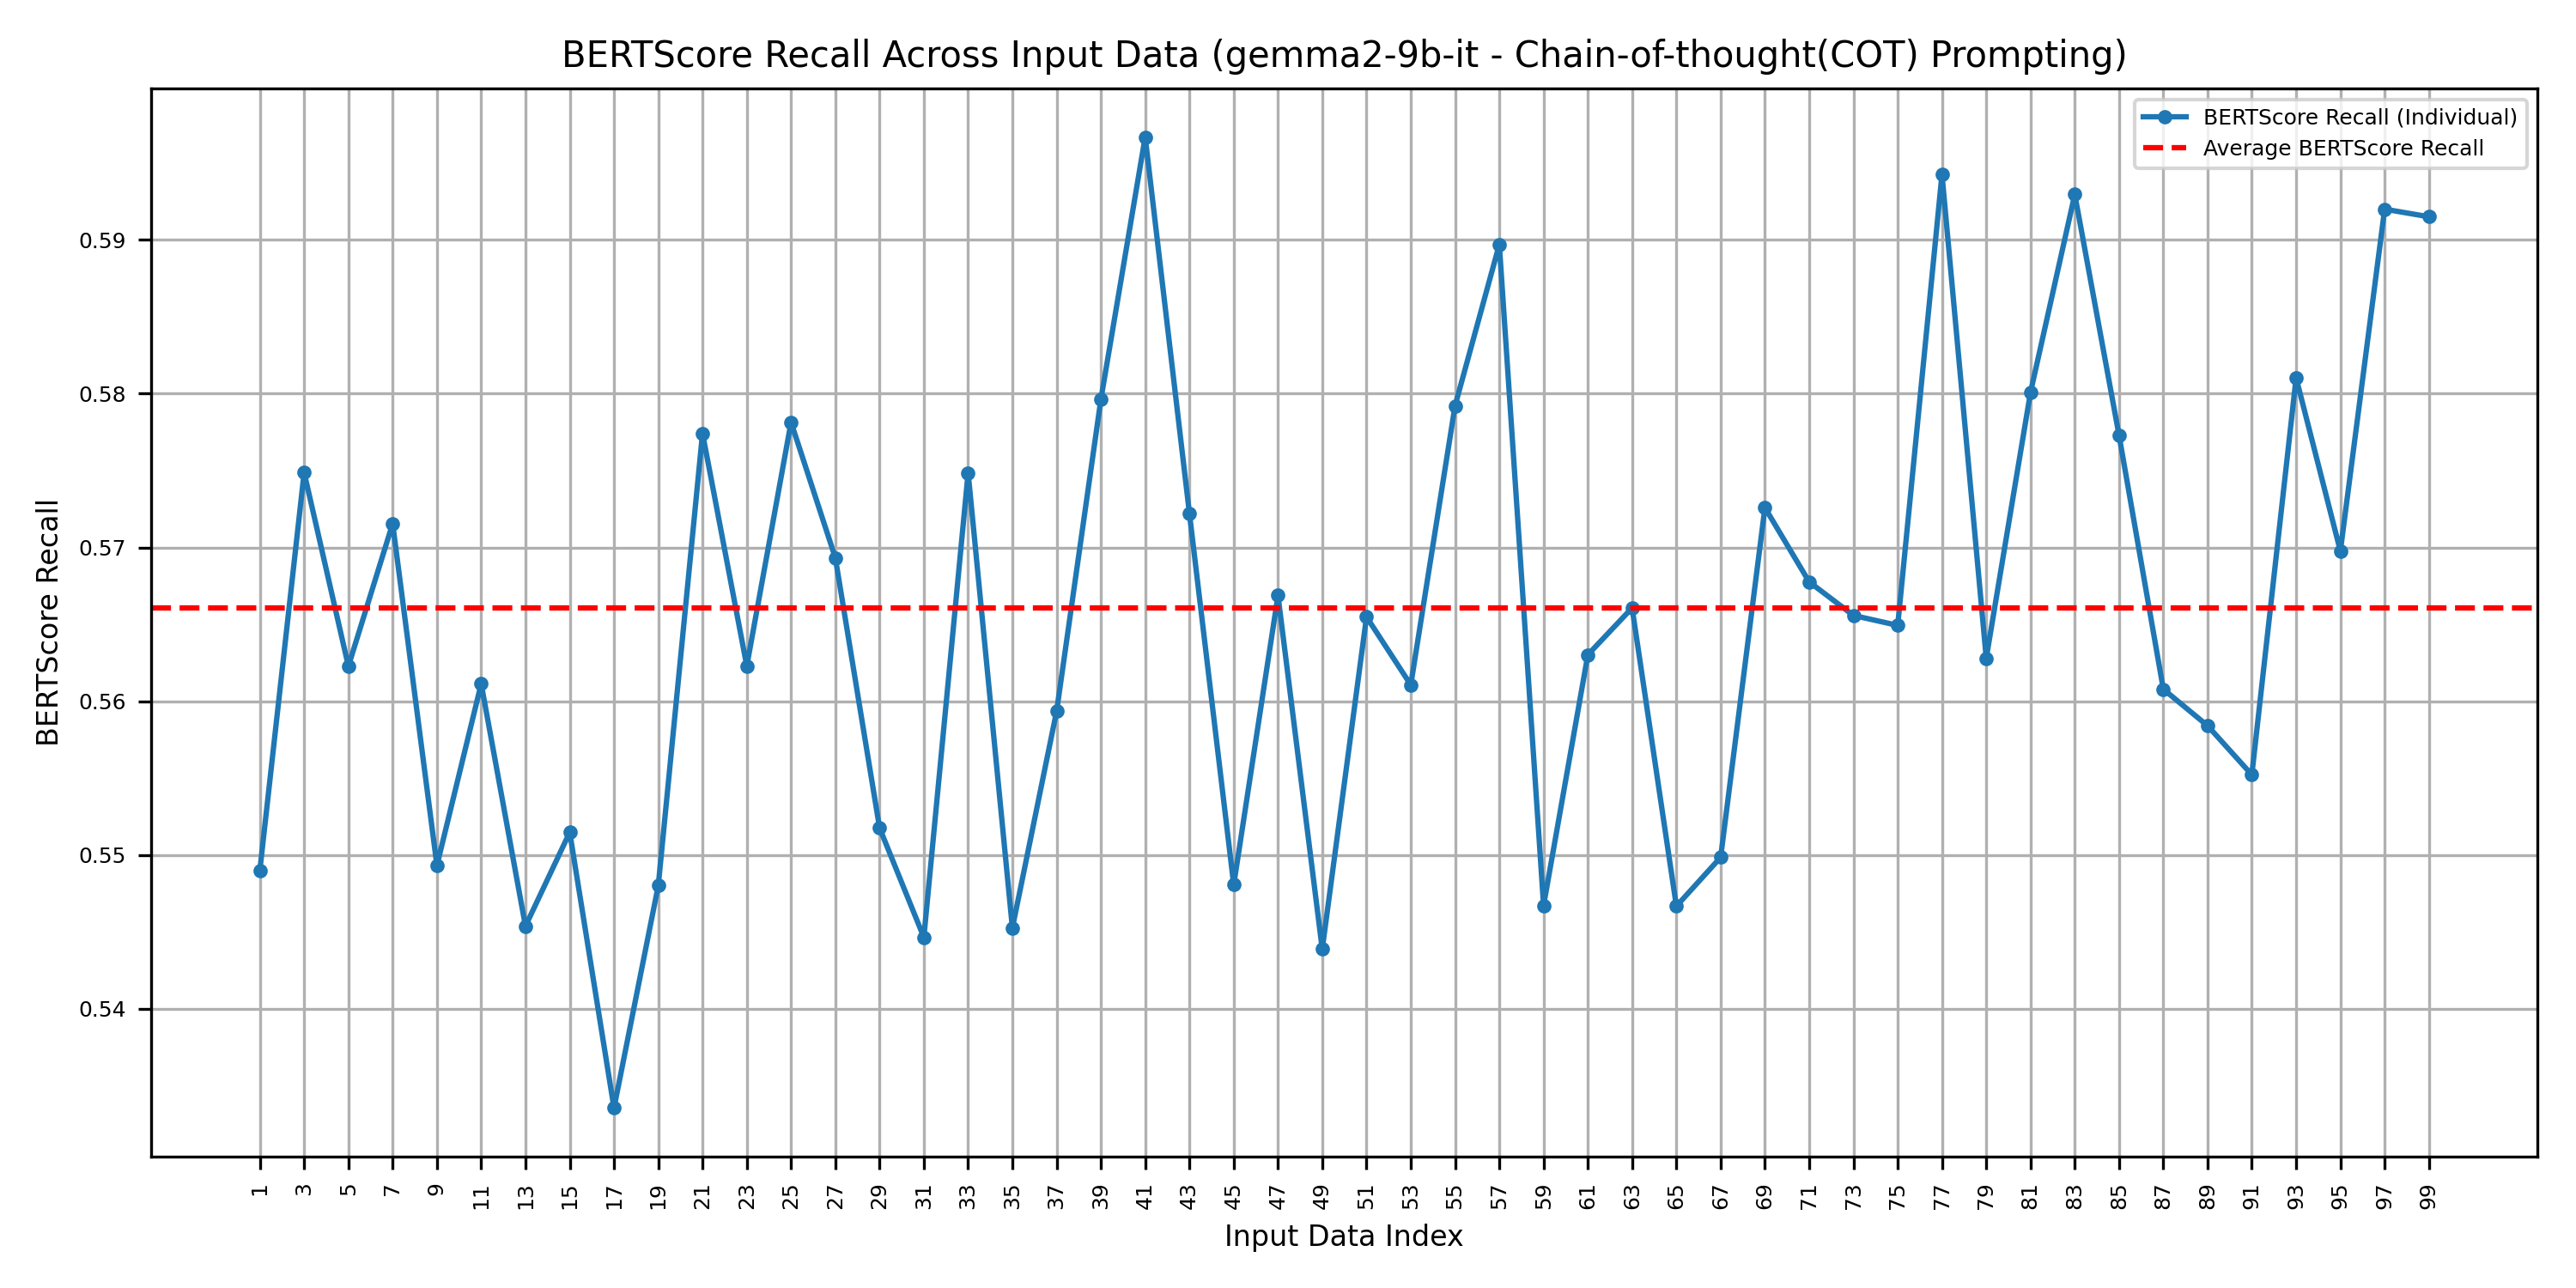 BERTScore Recall Across Input Data (gemma2-9b-it - Chain-of-thought(COT) Prompting)
BERTScore Recall (Individual)
Average BERTScore Recall
BERTScore Recall
0.59
0.58
0.57
0.56
0.55
0.54
1 3 5 7 9 11 13 15 17 19 21 23 25 27 29 31 33 35 37 39 41 43 45 47 49 51 53 55 57 59 61 63 65 67 69 71 73 75 77 79 81 83 85 87 89 91 93 95 97 99
Input Data Index